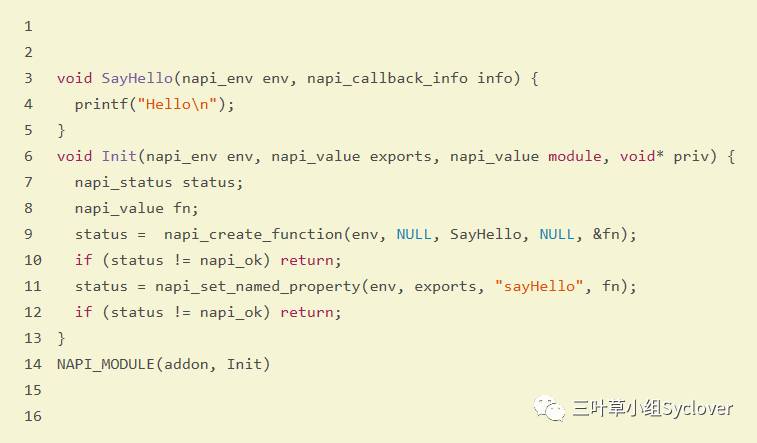 1
2
3 void SayHello(napi_env env, napi_callback_info info) {
4   printf("Hello\n");
5 }
6 void Init(napi_env env, napi_value exports, napi_value module, void* priv) {
7   napi_status status;
8   napi_value fn;
9   status =  napi_create_function(env, NULL, SayHello, NULL, &fn);
10   if (status != napi_ok) return;
11   status = napi_set_named_property(env, exports, "sayHello", fn);
12   if (status != napi_ok) return;
13 }
14 NAPI_MODULE(addon, Init)
15
16
三叶草小组Syclover